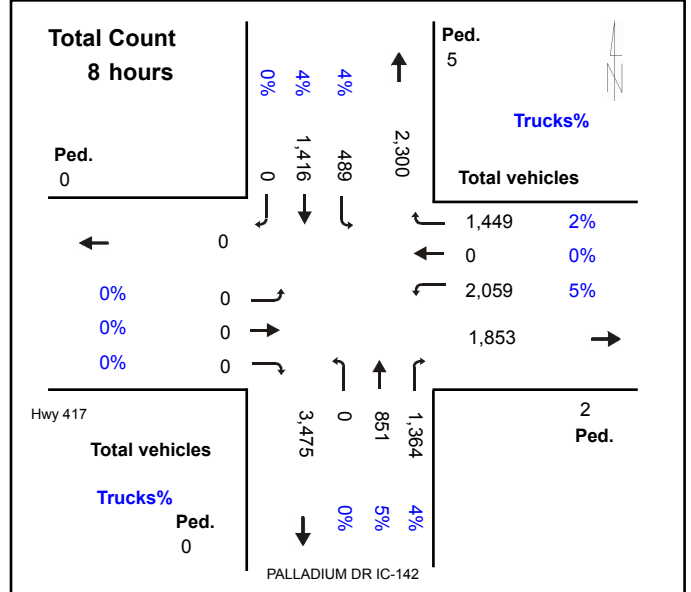 Total Count
8 hours
Ped.
5
N
Trucks%
0%
4%
4%
0
1,416
489
2,300
Ped.
0
Total vehicles
1,449 2%
0 0%
2,059 5%
1,853
0
0% 0
0% 0
0% 0
3,475
0
851
1,364
0%
5%
4%
Hwy 417
Total vehicles
Trucks%
Ped.
0
2
Ped.
PALLADIUM DR IC-142